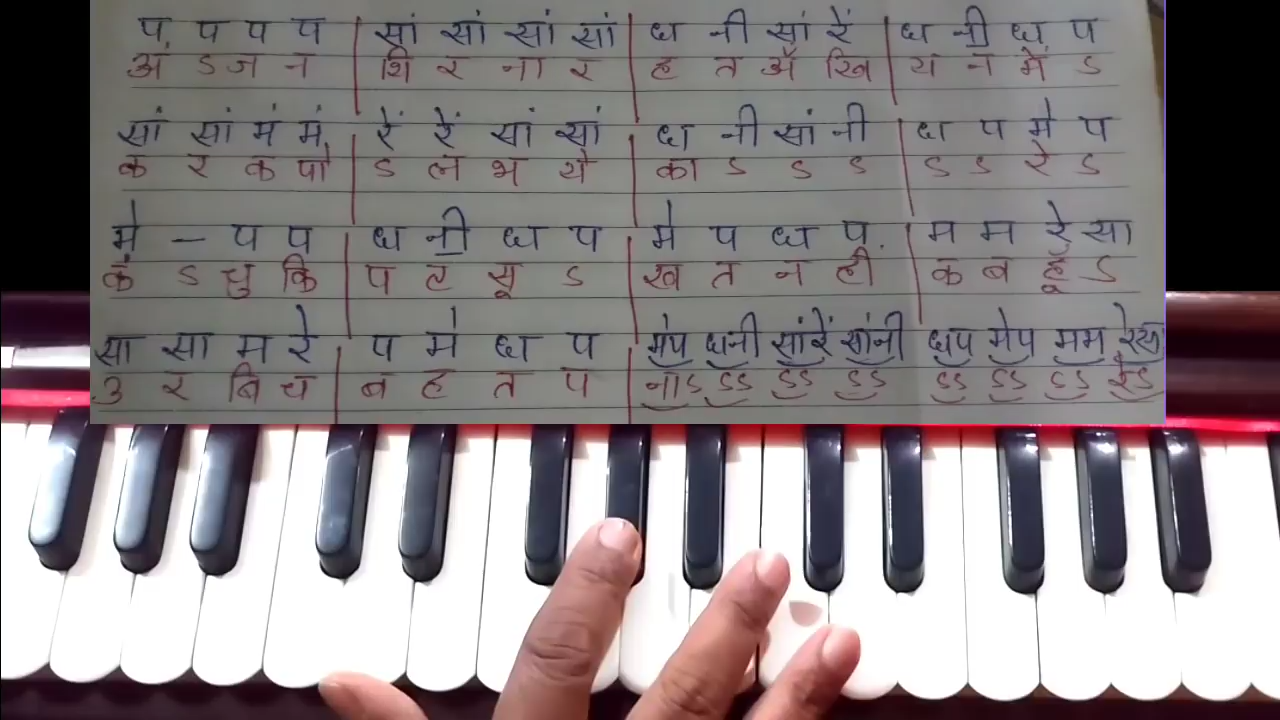 प प प प | सां सां सां सां | ध नी सां रें | ध नी॒ ध प
अं ऽ ज न | शि र ना र | ह त अँ खि | य न में ऽ
सां सां मं मं | रें रें सां सां | ध नी सां नी | ध प मे प
क र क पो | ऽ ल भ ये | का ऽ ऽ ऽ | ऽ ऽ रे ऽ
मे — प प | ध नी॒ ध प | मे प ध प | म म रे सा
कं ऽ चु कि | प ट सू ऽ | ख त न ही | क ब हूँ ऽ
सा सा म रे | प मे ध प | मेप धनी सांरें सांनी धप मेप मम रेसा
उ र बि च | ब ह त प | नाऽ ऽऽ ऽऽ ऽऽ ऽऽ ऽऽ ऽऽ रेऽ